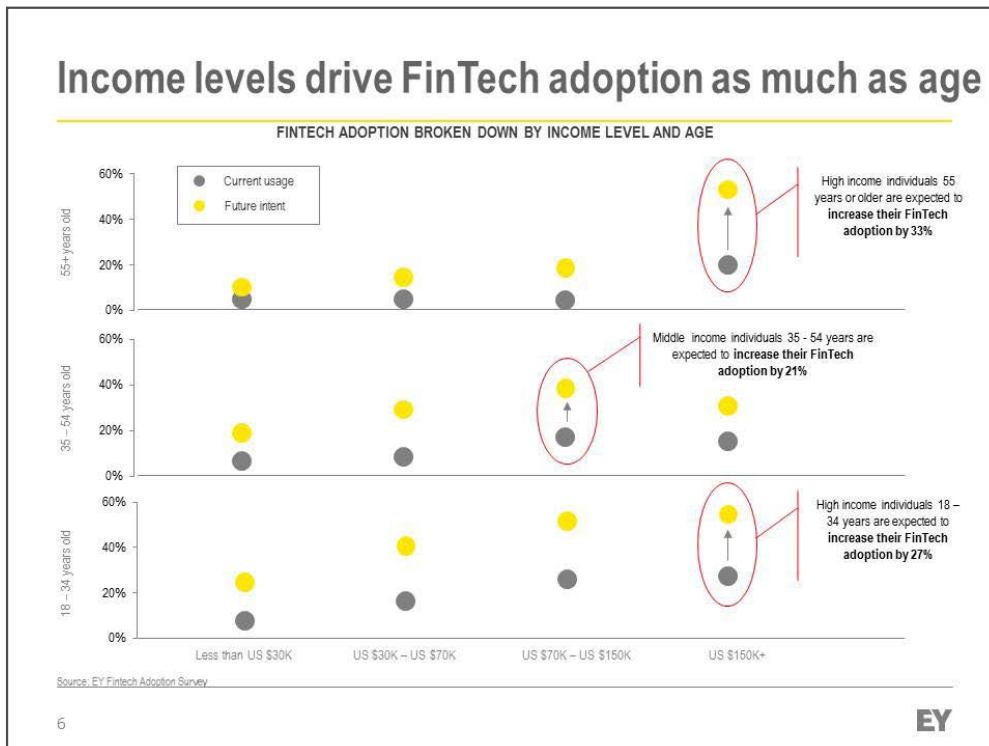 Income levels drive FinTech adoption as much as age
FINTECH ADOPTION BROKEN DOWN BY INCOME LEVEL AND AGE
Current usage
Future intent
55+ years old
60%
40%
20%
0%
High income individuals 55
years or older are expected to
increase their FinTech
adoption by 33%
35 – 54 years old
60%
40%
20%
0%
Middle income individuals 35 - 54 years are
expected to increase their FinTech
adoption by 21%
18 – 34 years old
60%
40%
20%
0%
High income individuals 18 –
34 years are expected to
increase their FinTech
adoption by 27%
Less than US $30K
US $30K – US $70K
US $70K – US $150K
US $150K+
Source: EY Fintech Adoption Survey
6
EY